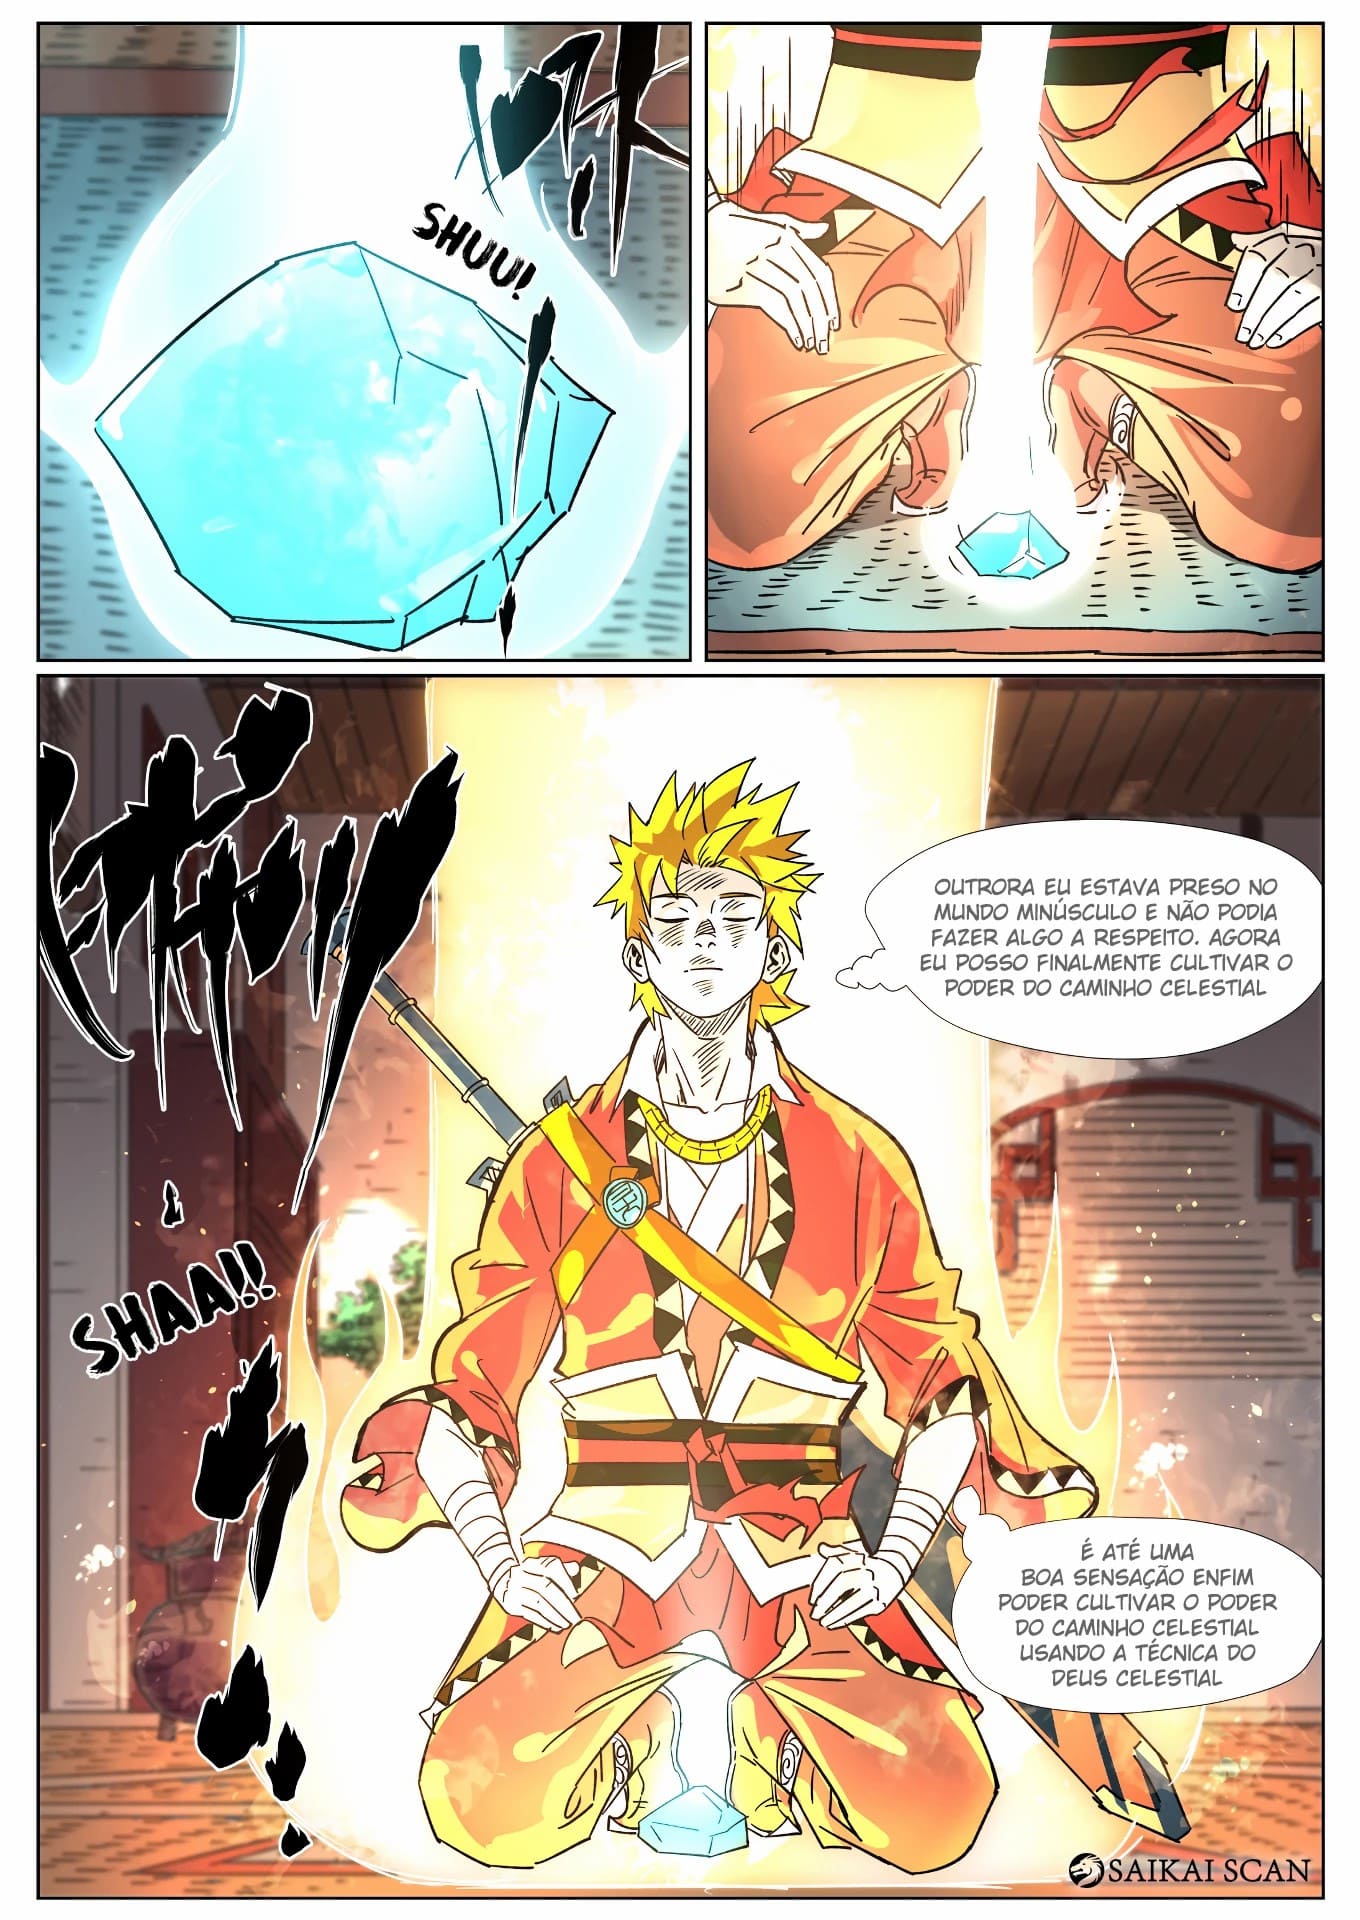 SHUU!
OUTRORA EU ESTAVA PRESO NO
MUNDO MINÚSCULO E NÃO PODIA
FAZER ALGO A RESPEITO. AGORA
EU POSSO FINALMENTE CULTIVAR O
PODER DO CAMINHO CELESTIAL
SHAA!!
É ATÉ UMA
BOA SENSAÇÃO ENFIM
PODER CULTIVAR O PODER
DO CAMINHO CELESTIAL
USANDO A TÉCNICA DO
DEUS CELESTIAL
SAIKAI SCAN